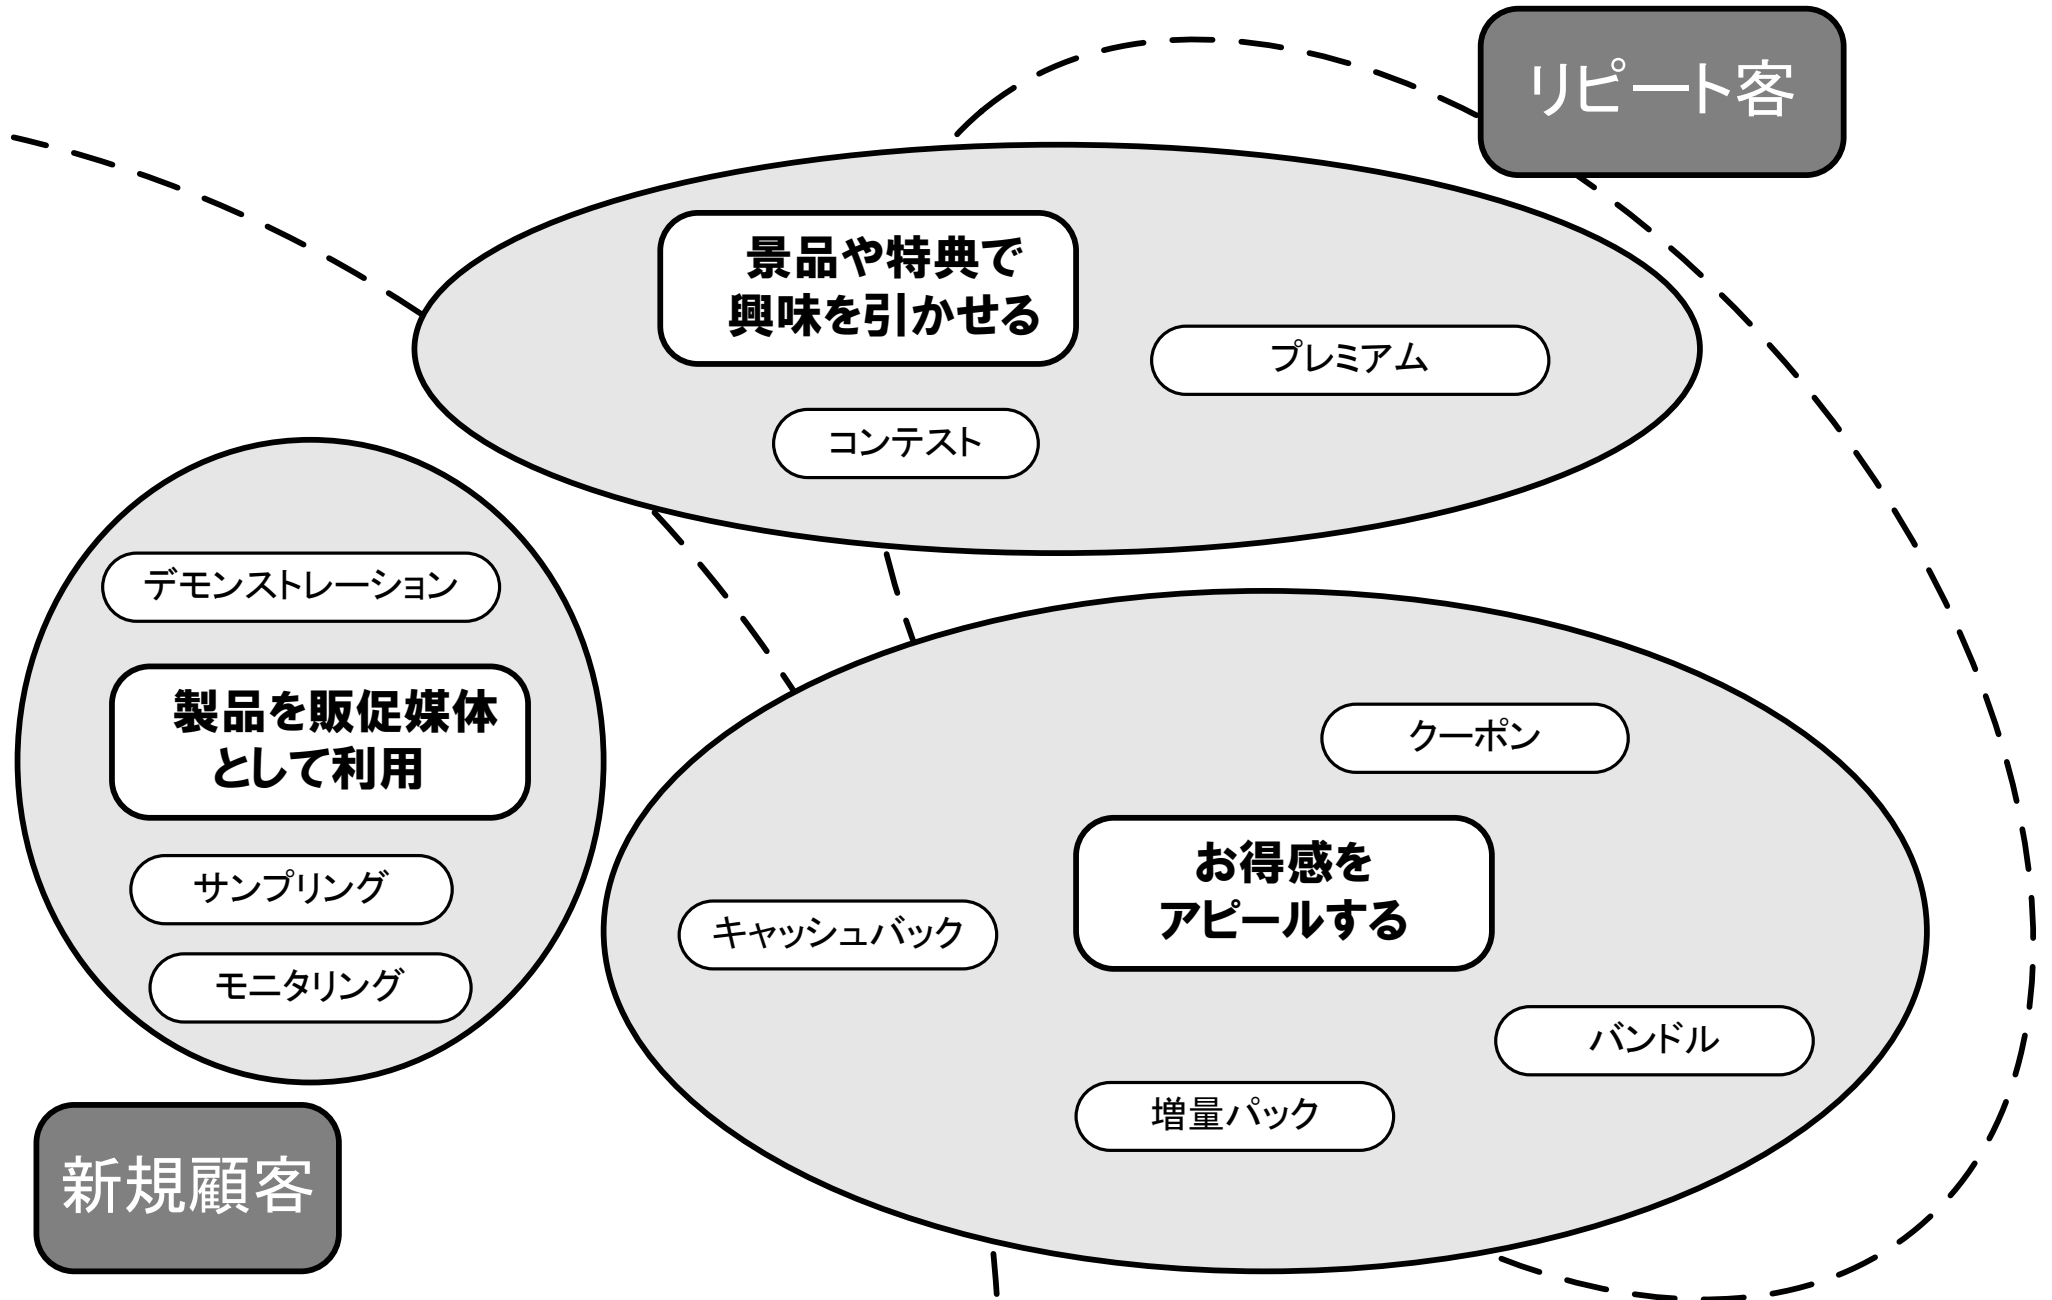 リピート客
景品や特典で
興味を引かせる
プレミアム
コンテスト
デモンストレーション
製品を販促媒体
として利用
サンプリング
モニタリング
クーポン
お得感を
アピールする
キャッシュバック
バンドル
増量パック
新規顧客